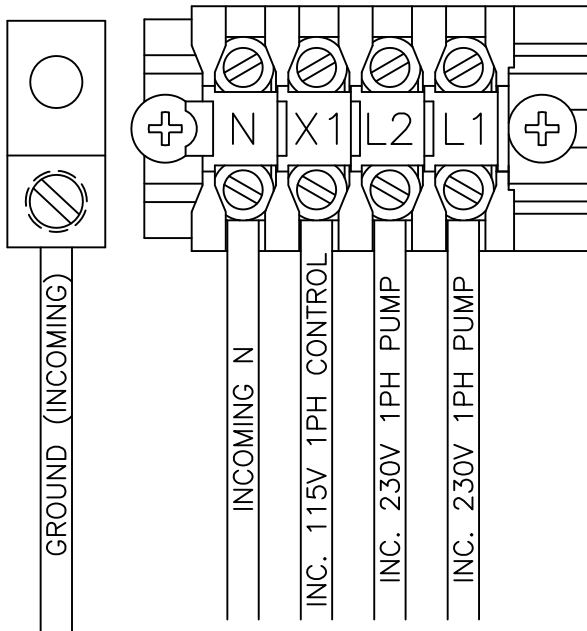 N X1 L2 L1
GROUND (INCOMING)
INCOMING N
INC. 115V 1PH CONTROL
INC. 230V 1PH PUMP
INC. 230V 1PH PUMP